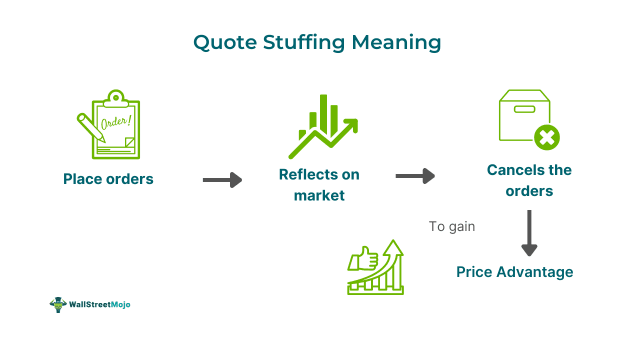 Quote Stuffing Meaning
Order!
Place orders
Reflects on
market
Cancels the
orders
To gain
Price Advantage
WallStreetMojo